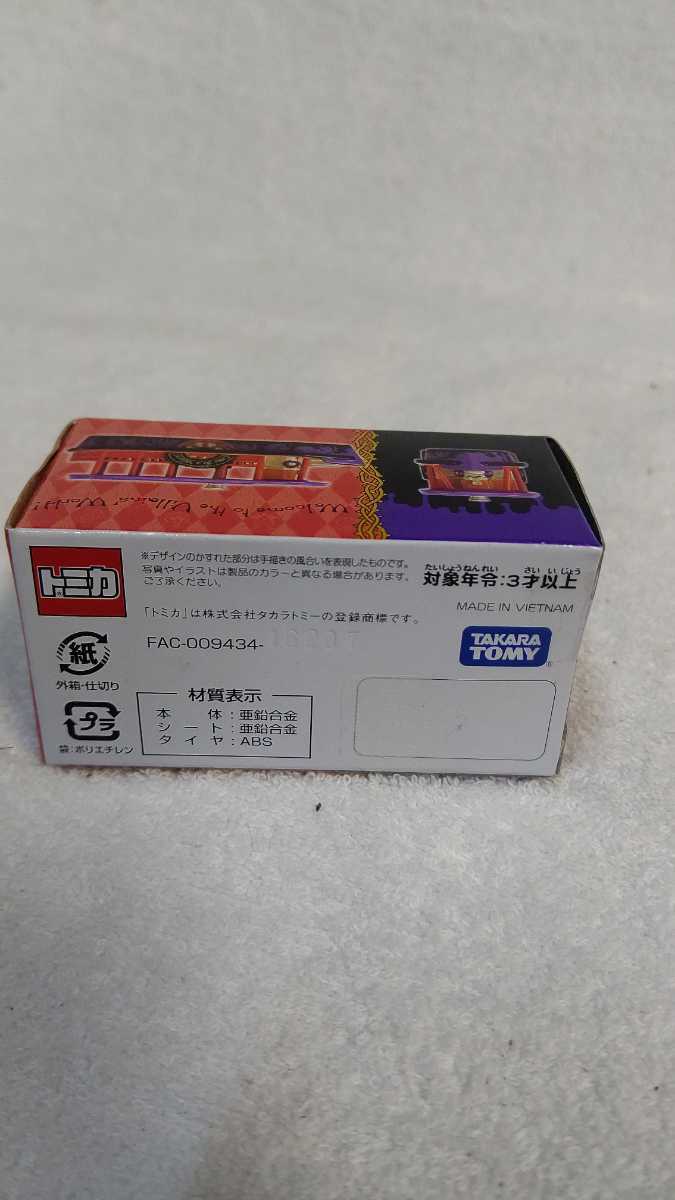 Welcome to the Villains' World!
トミカ
※デザインのかすれた部分は手描きの風合いを表現したものです。
写真やイラストは製品のカラーと異なる場合があります。
ご了承ください。
たいしょうねんれい さい いじょう
対象年令:3才以上
「トミカ」は株式会社タカラトミーの登録商標です。
MADE IN VIETNAM
FAC-009434-
TAKARA
TOMY
紙
外箱・仕切り
プラ
袋:ポリエチレン
材質表示
本体:亜鉛合金
シート:亜鉛合金
タイヤ:ABS